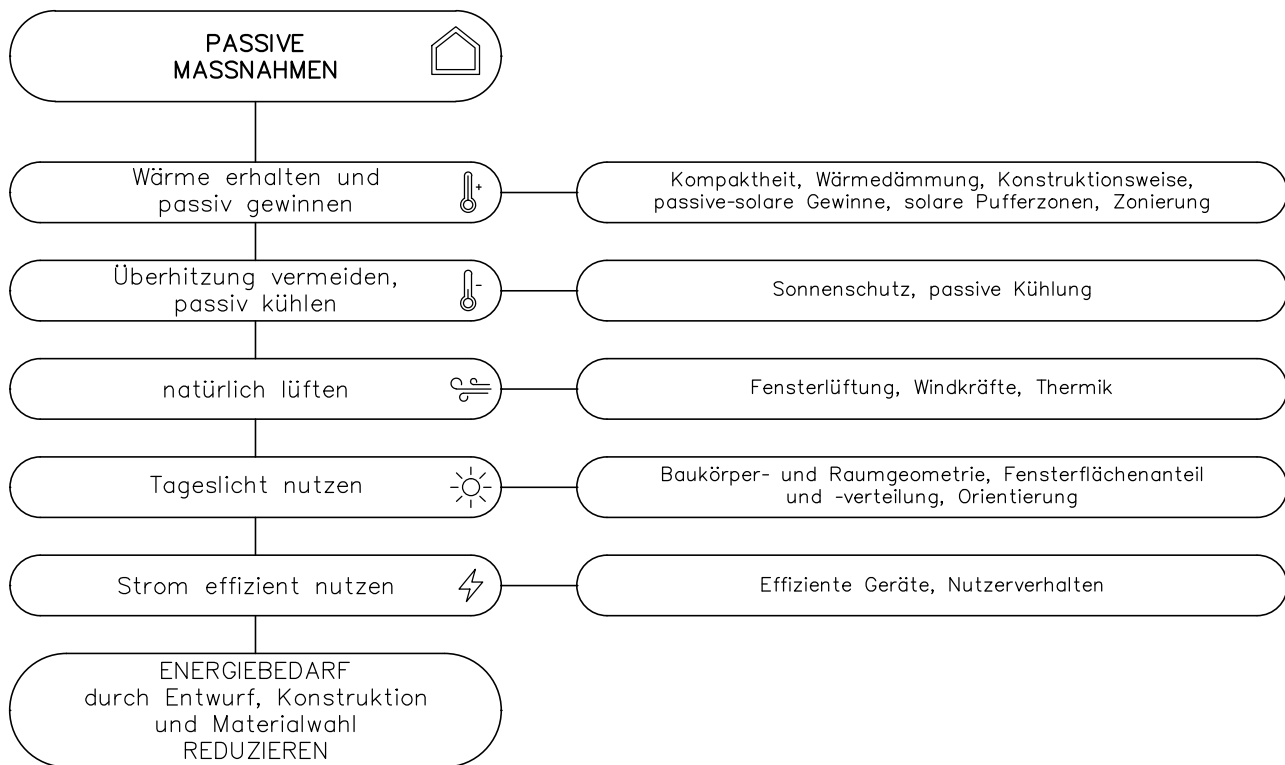 PASSIVE
MASSNAHMEN
Wärme erhalten und
passiv gewinnen
Kompaktheit, Wärmedämmung, Konstruktionsweise,
passive-solare Gewinne, solare Pufferzonen, Zonierung
Überhitzung vermeiden,
passiv kühlen
Sonnenschutz, passive Kühlung
natürlich lüften
Fensterlüftung, Windkräfte, Thermik
Tageslicht nutzen
Baukörper- und Raumgeometrie, Fensterflächenanteil
und -verteilung, Orientierung
Strom effizient nutzen
Effiziente Geräte, Nutzerverhalten
ENERGIEBEDARF
durch Entwurf, Konstruktion
und Materialwahl
REDUZIEREN